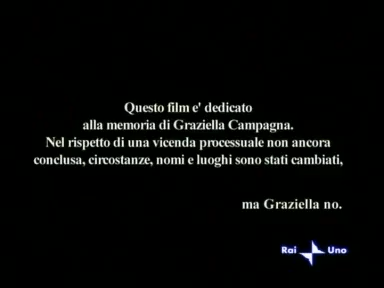 Questo film e' dedicato
alla memoria di Graziella Campagna.
Nel rispetto di una vicenda processuale non ancora
conclusa, circostanze, nomi e luoghi sono stati cambiati,
ma Graziella no.
Rai Uno